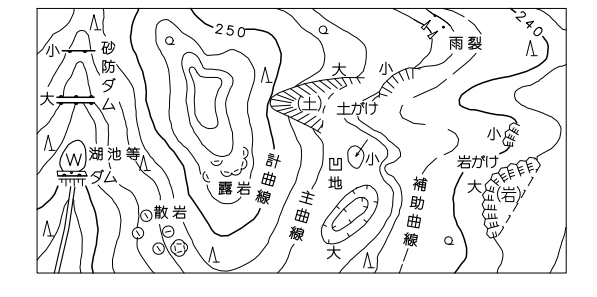 250
240
小
砂防ダム
大
湖池等
W
ダム
散岩
露岩
計曲線
主曲線
大
(土)
土がけ
小
雨裂
凹地
小
大
補助曲線
小
岩がけ
大
(岩)